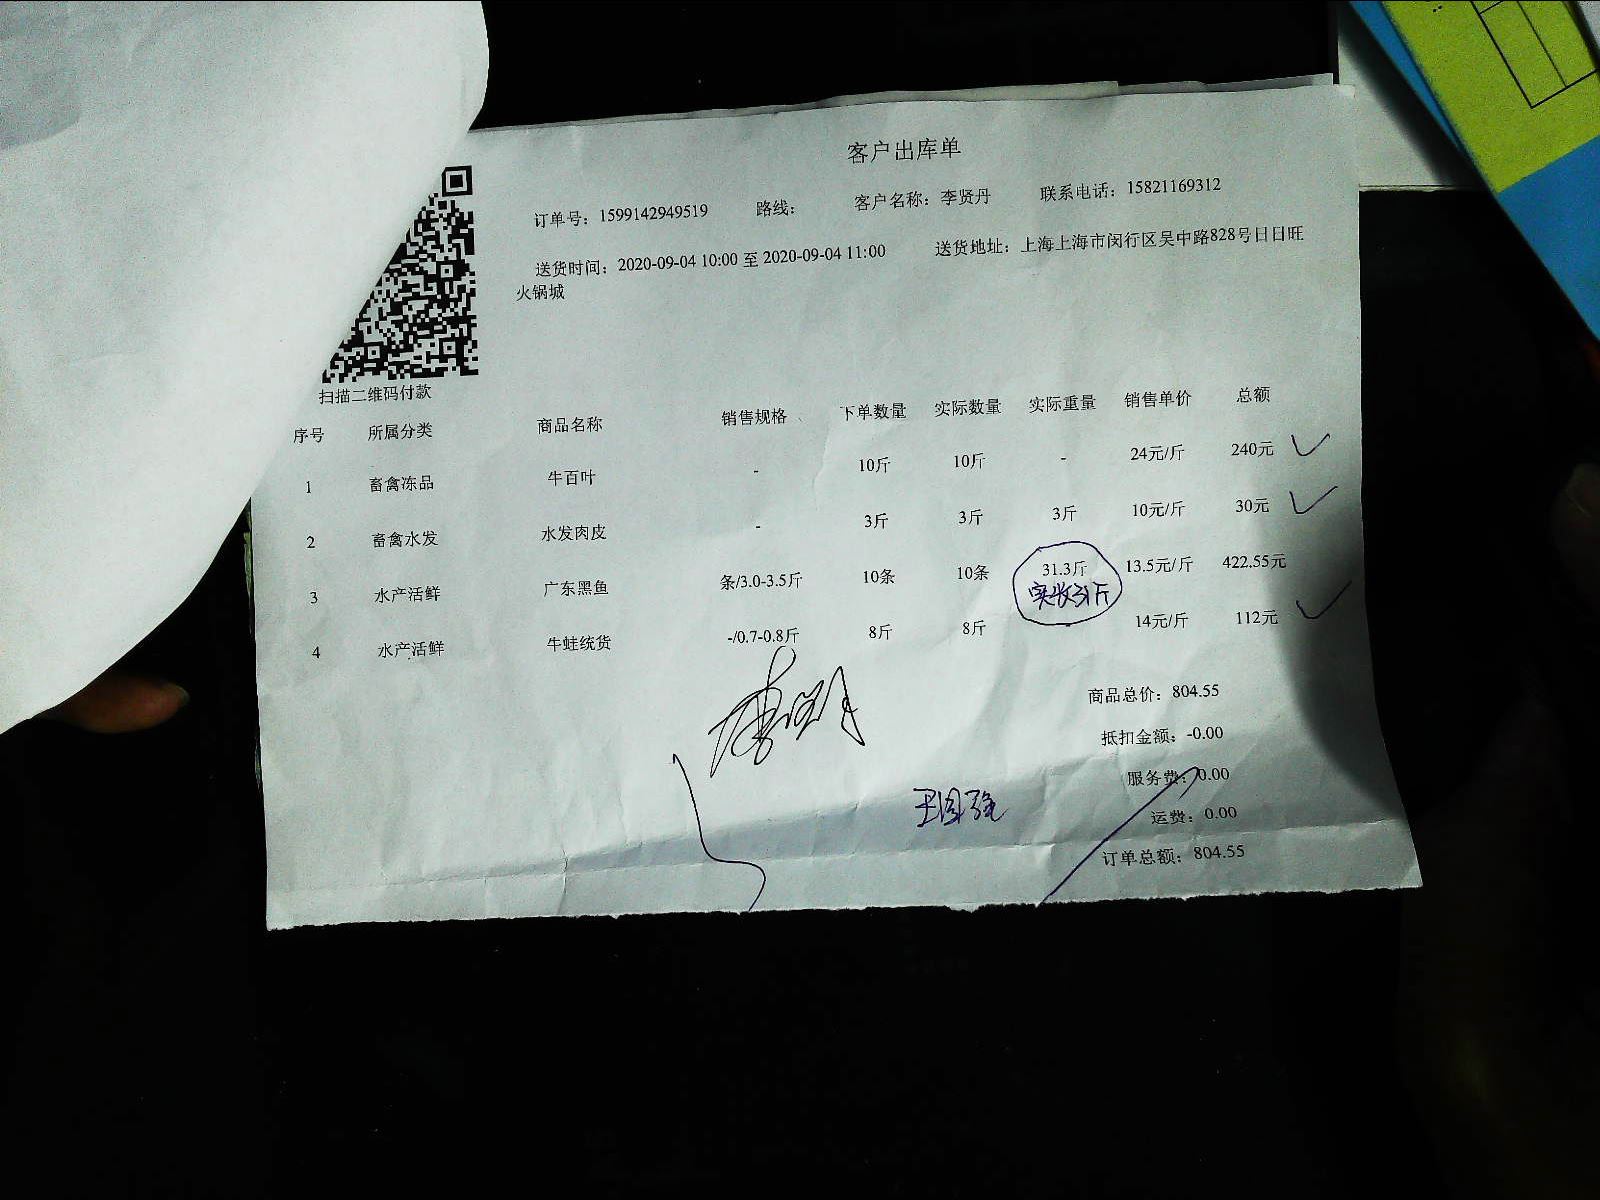 客户出库单
订单号：1599142949519 路线： 客户名称：李贤丹 联系电话：15821169312
送货时间：2020-09-04 10:00 至 2020-09-04 11:00 送货地址：上海上海市闵行区吴中路828号日日旺
火锅城
扫描二维码付款
序号 所属分类 商品名称 销售规格 下单数量 实际数量 实际重量 销售单价 总额
1 畜禽冻品 牛百叶 - 10斤 10斤 - 24元/斤 240元
2 畜禽水发 水发肉皮 - 3斤 3斤 3斤 10元/斤 30元
3 水产活鲜 广东黑鱼 条/3.0-3.5斤 10条 10条 31.3斤 13.5元/斤 422.55元
实收31斤
4 水产活鲜 牛蛙统货 -/0.7-0.8斤 8斤 8斤 14元/斤 112元
商品总价：804.55
抵扣金额：-0.00
服务费：0.00
王国强
运费：0.00
订单总额：804.55